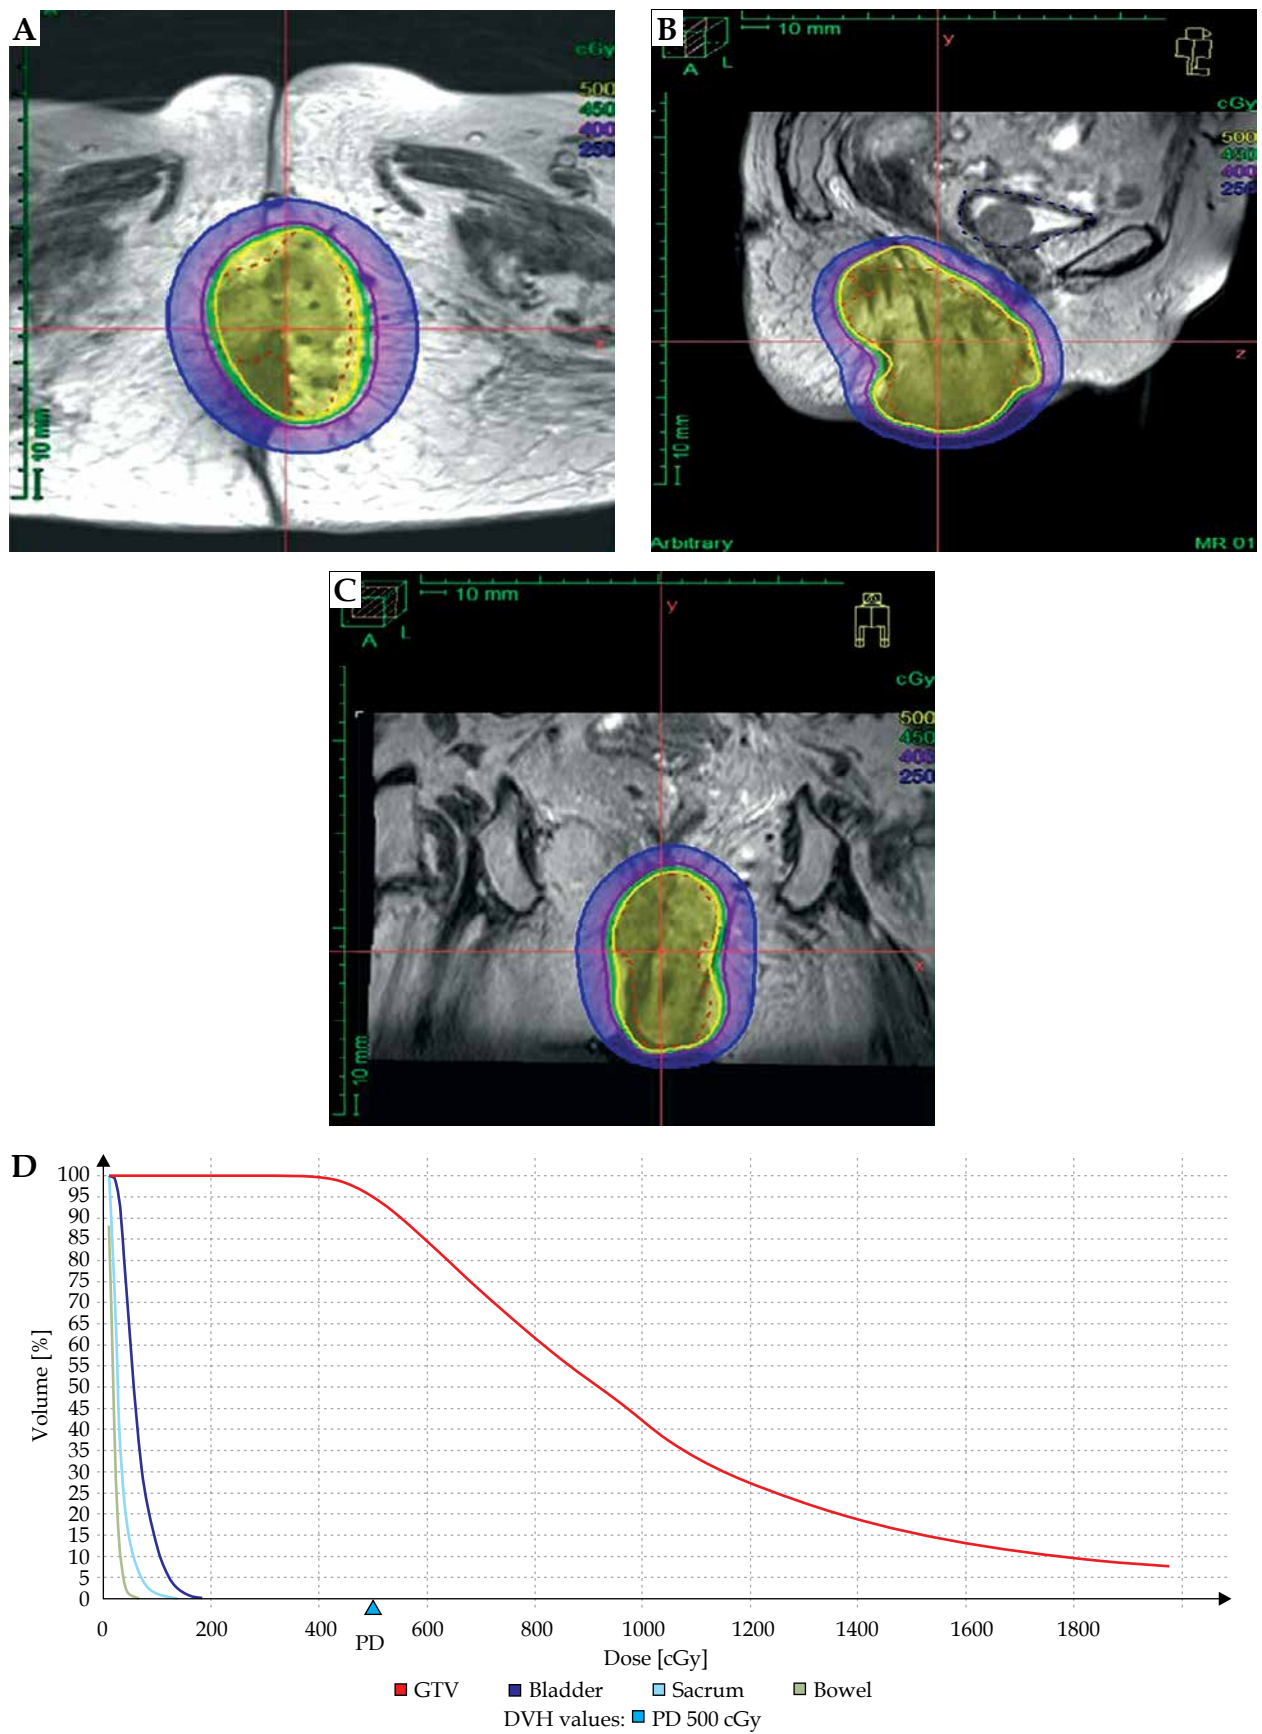 A
cGy
500
450
400
250
x
10 mm
B
10 mm
A L
y
cGy
500
450
400
250
z
10 mm
Arbitrary
MR 01
C
10 mm
A L
y
cGy
500
450
400
250
x
10 mm
D
Volume [%]
100
95
90
85
80
75
70
65
60
55
50
45
40
35
30
25
20
15
10
5
0
0 200 400 600 800 1000 1200 1400 1600 1800
PD
Dose [cGy]
GTV Bladder Sacrum Bowel
DVH values: PD 500 cGy